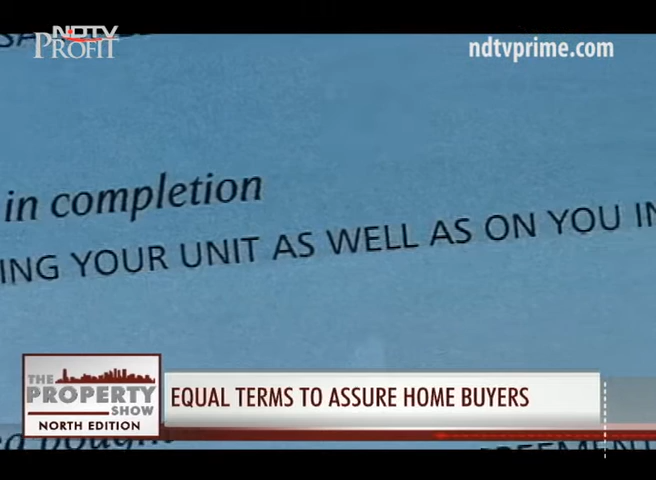 NDTV
PROFIT
ndtvprime.com
in completion
ING YOUR UNIT AS WELL AS ON YOU IN
THE
PROPERTY
SHOW
NORTH EDITION
EQUAL TERMS TO ASSURE HOME BUYERS